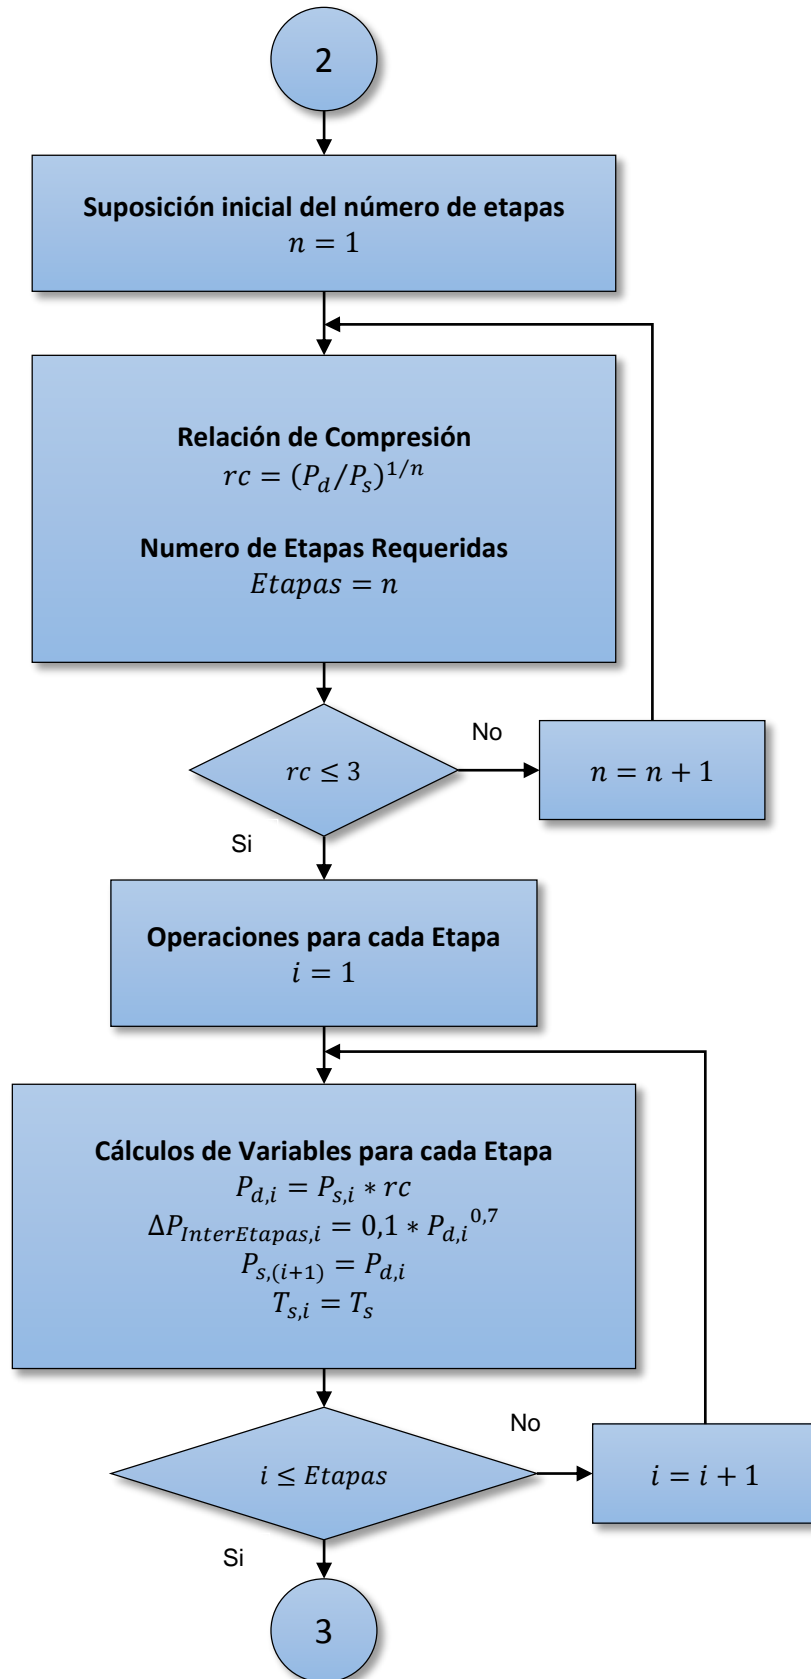 2
Suposición inicial del número de etapas
n = 1
Relación de Compresión
rc = (P_d/P_s)^{1/n}
Numero de Etapas Requeridas
Etapas = n
rc ≤ 3
No
n = n + 1
Si
Operaciones para cada Etapa
i = 1
Cálculos de Variables para cada Etapa
P_{d,i} = P_{s,i} * rc
ΔP_{InterEtapas,i} = 0,1 * P_{d,i}^{0,7}
P_{s,(i+1)} = P_{d,i}
T_{s,i} = T_s
i ≤ Etapas
No
i = i + 1
Si
3